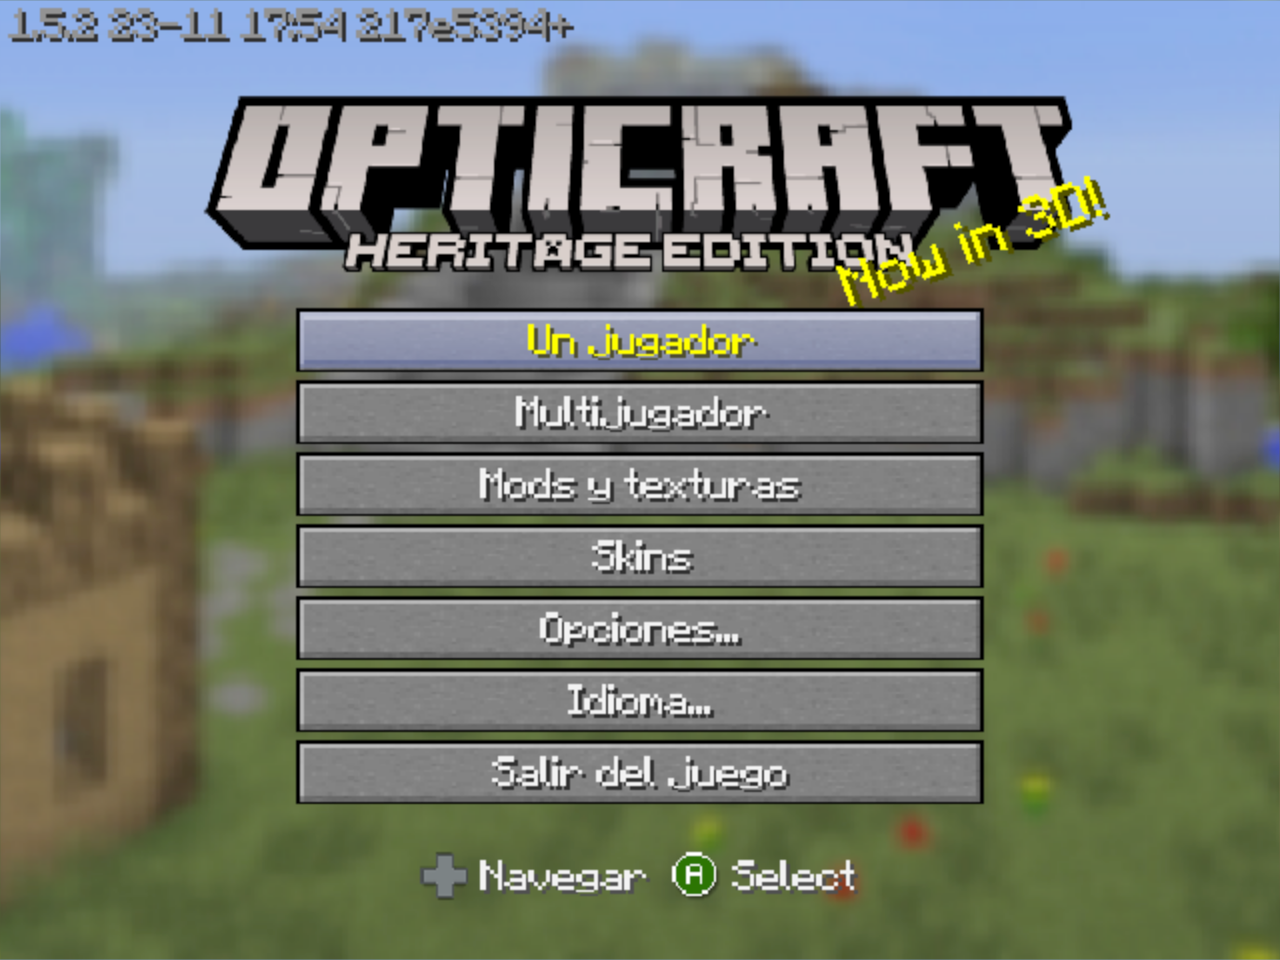 1.5.2 23-11 17:54 217e5394+
OPTICRAFT
HERITAGE EDITION
Now in 3D!
Un jugador
Multijugador
Mods y texturas
Skins
Opciones...
Idioma...
Salir del juego
Navegar A Select